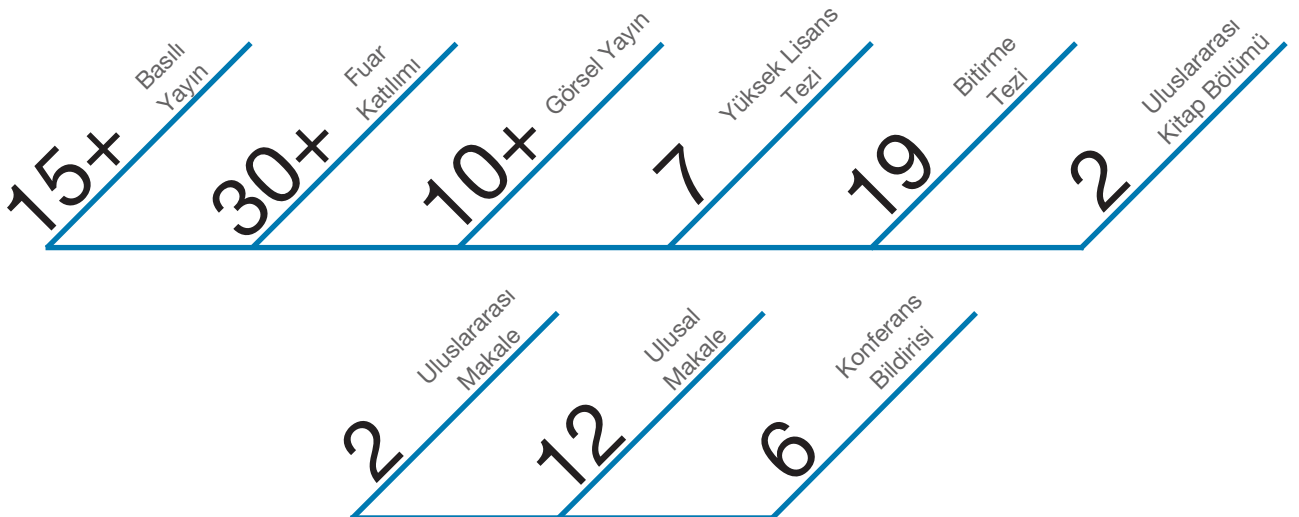 15+
Basılı
Yayın
30+
Fuar
Katılımı
10+
Görsel Yayın
7
Yüksek Lisans
Tezi
19
Bitirme
Tezi
2
Uluslararası
Kitap Bölümü
2
Uluslararası
Makale
12
Ulusal
Makale
6
Konferans
Bildirisi